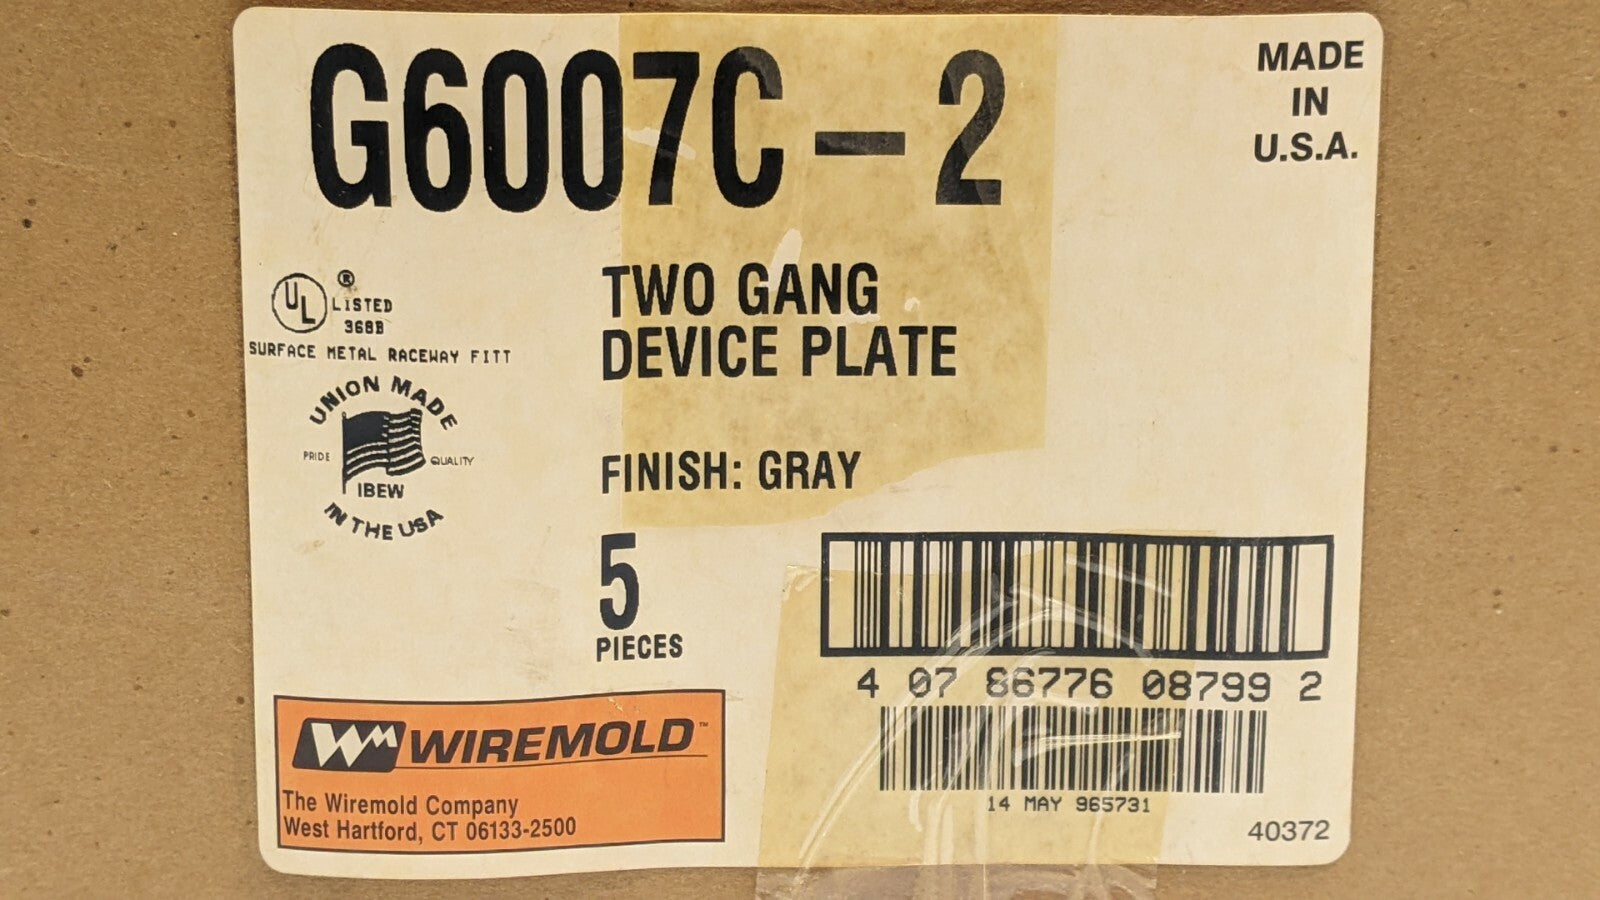 G6007C-2
MADE
IN
U.S.A.
UL ®
LISTED
368B
SURFACE METAL RACEWAY FITT
TWO GANG
DEVICE PLATE
UNION MADE
PRIDE QUALITY
IBEW
IN THE USA
FINISH: GRAY
5
PIECES
4 07 86776 08799 2
14 MAY 965731
40372
WM WIREMOLD™
The Wiremold Company
West Hartford, CT 06133-2500